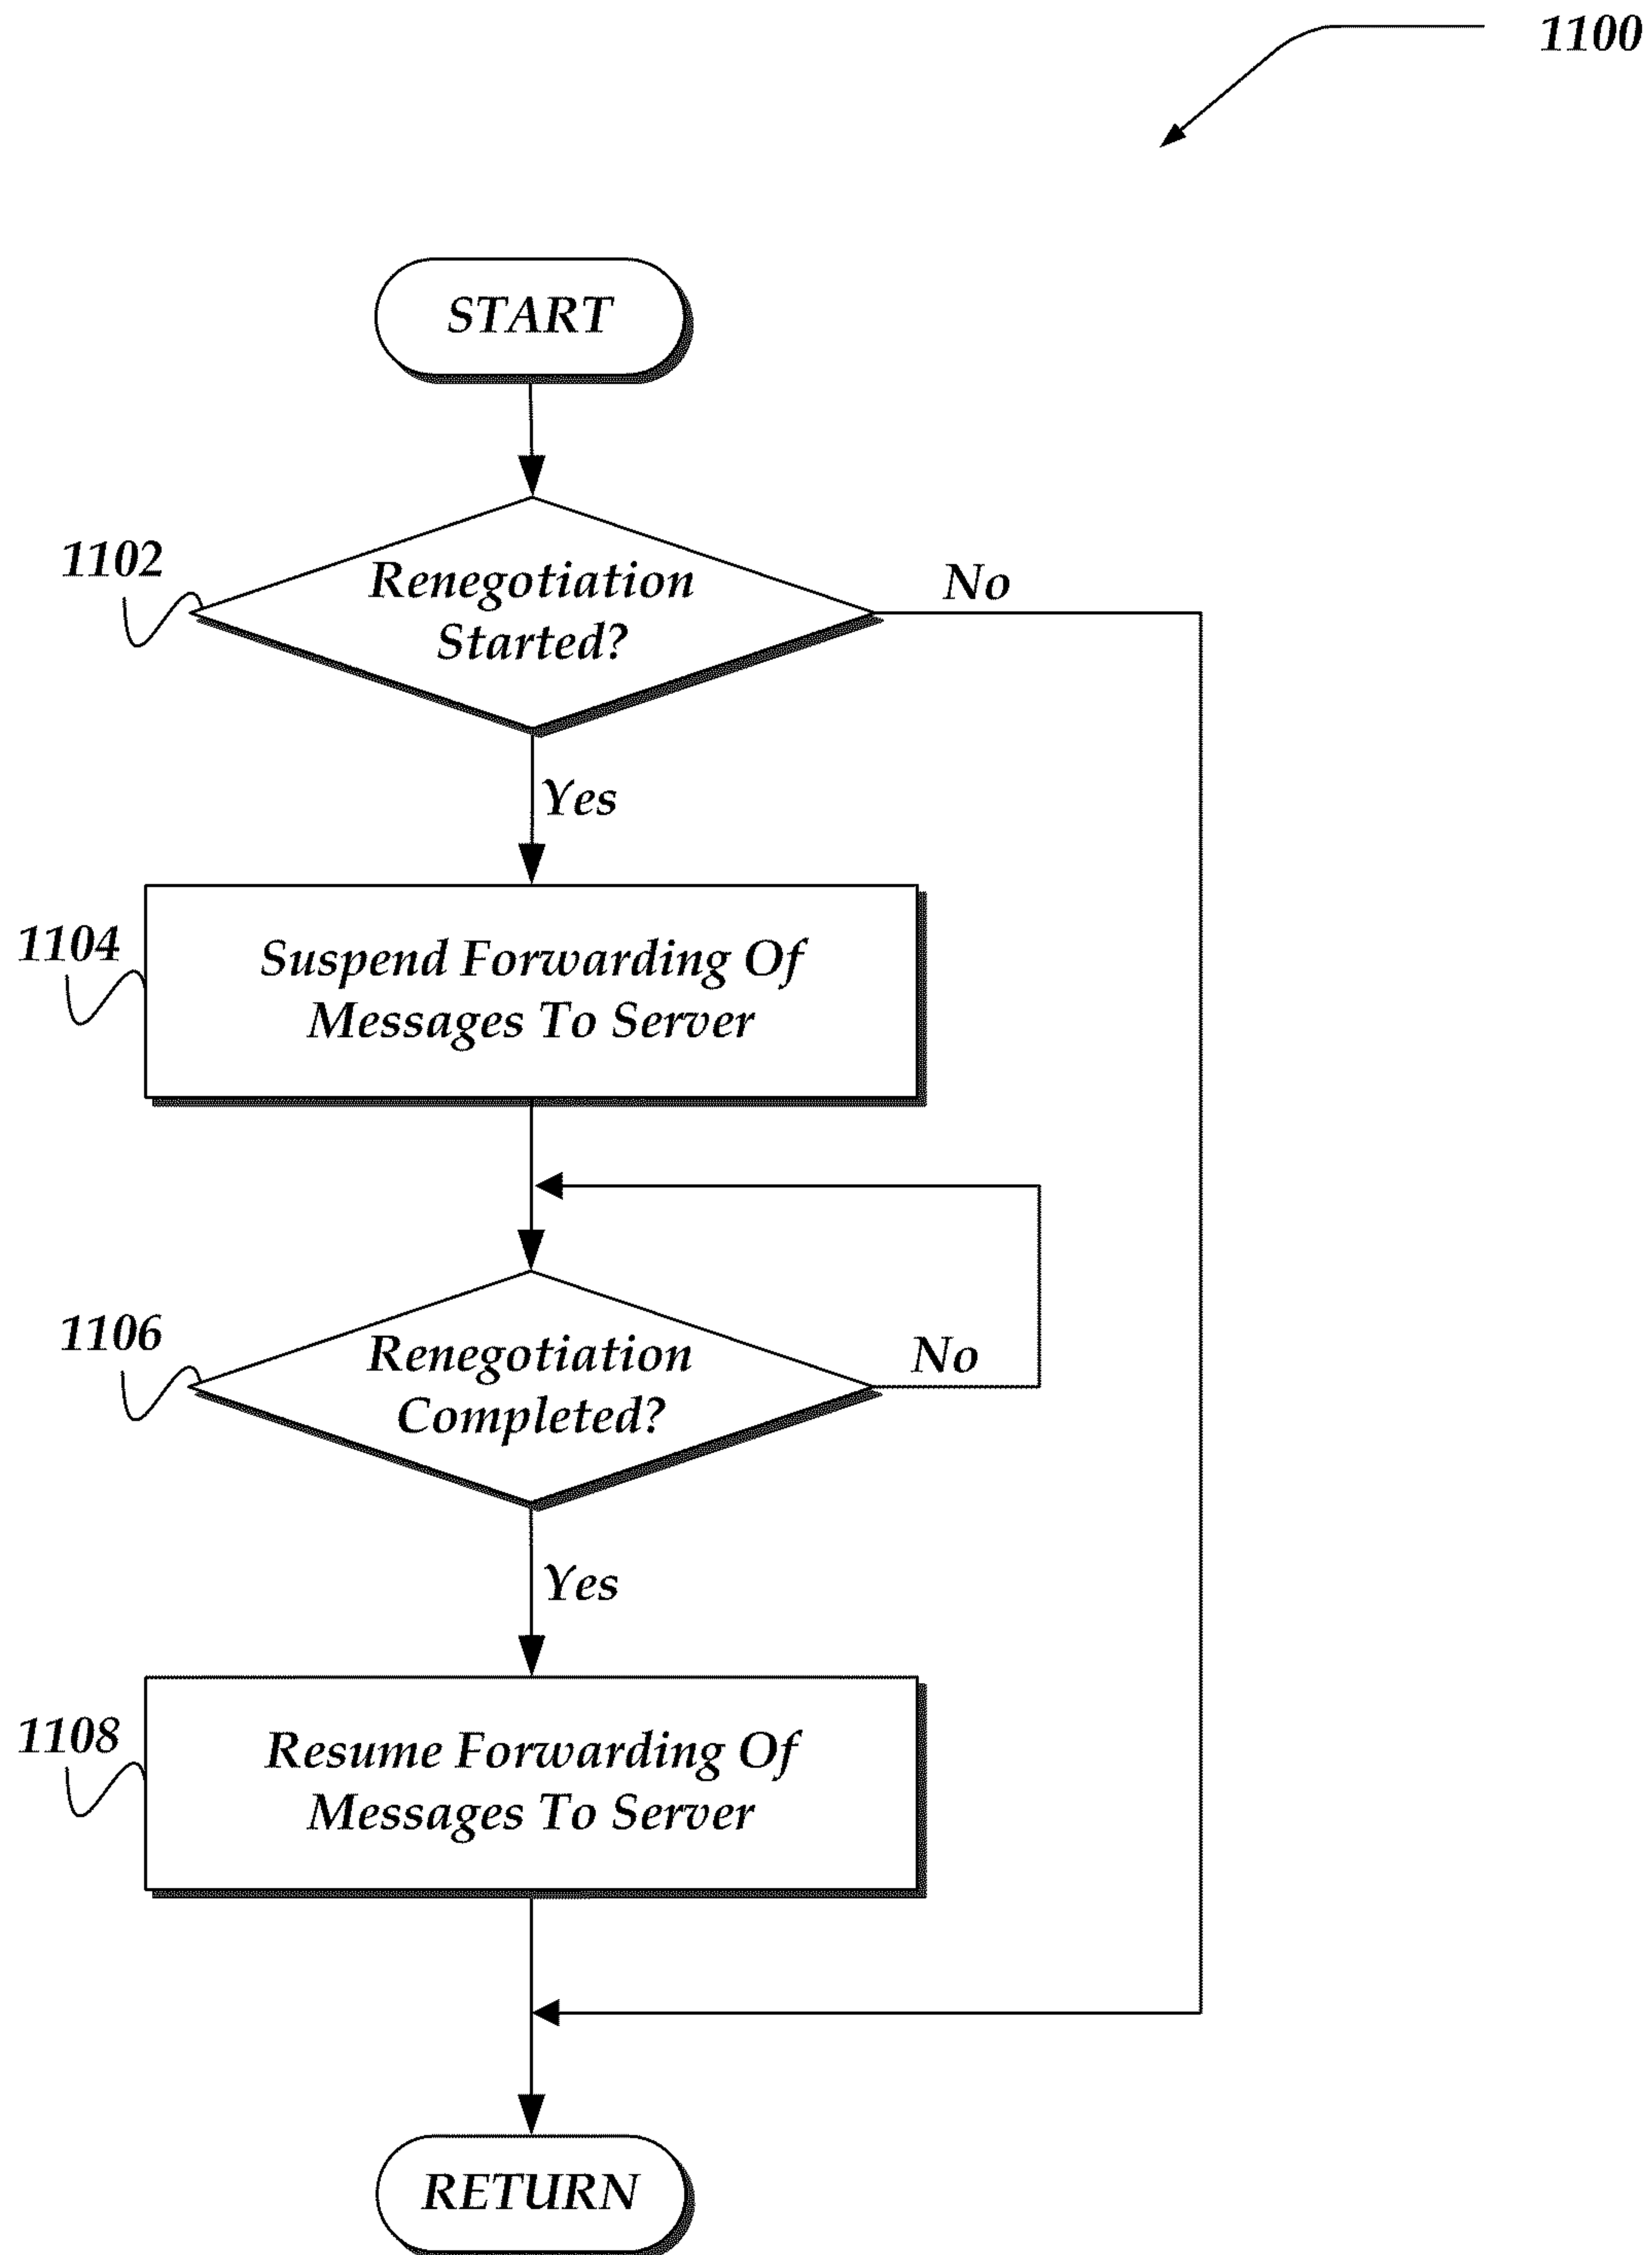 1100
START
1102
Renegotiation
Started?
No
Yes
1104
Suspend Forwarding Of
Messages To Server
1106
Renegotiation
Completed?
No
Yes
1108
Resume Forwarding Of
Messages To Server
RETURN